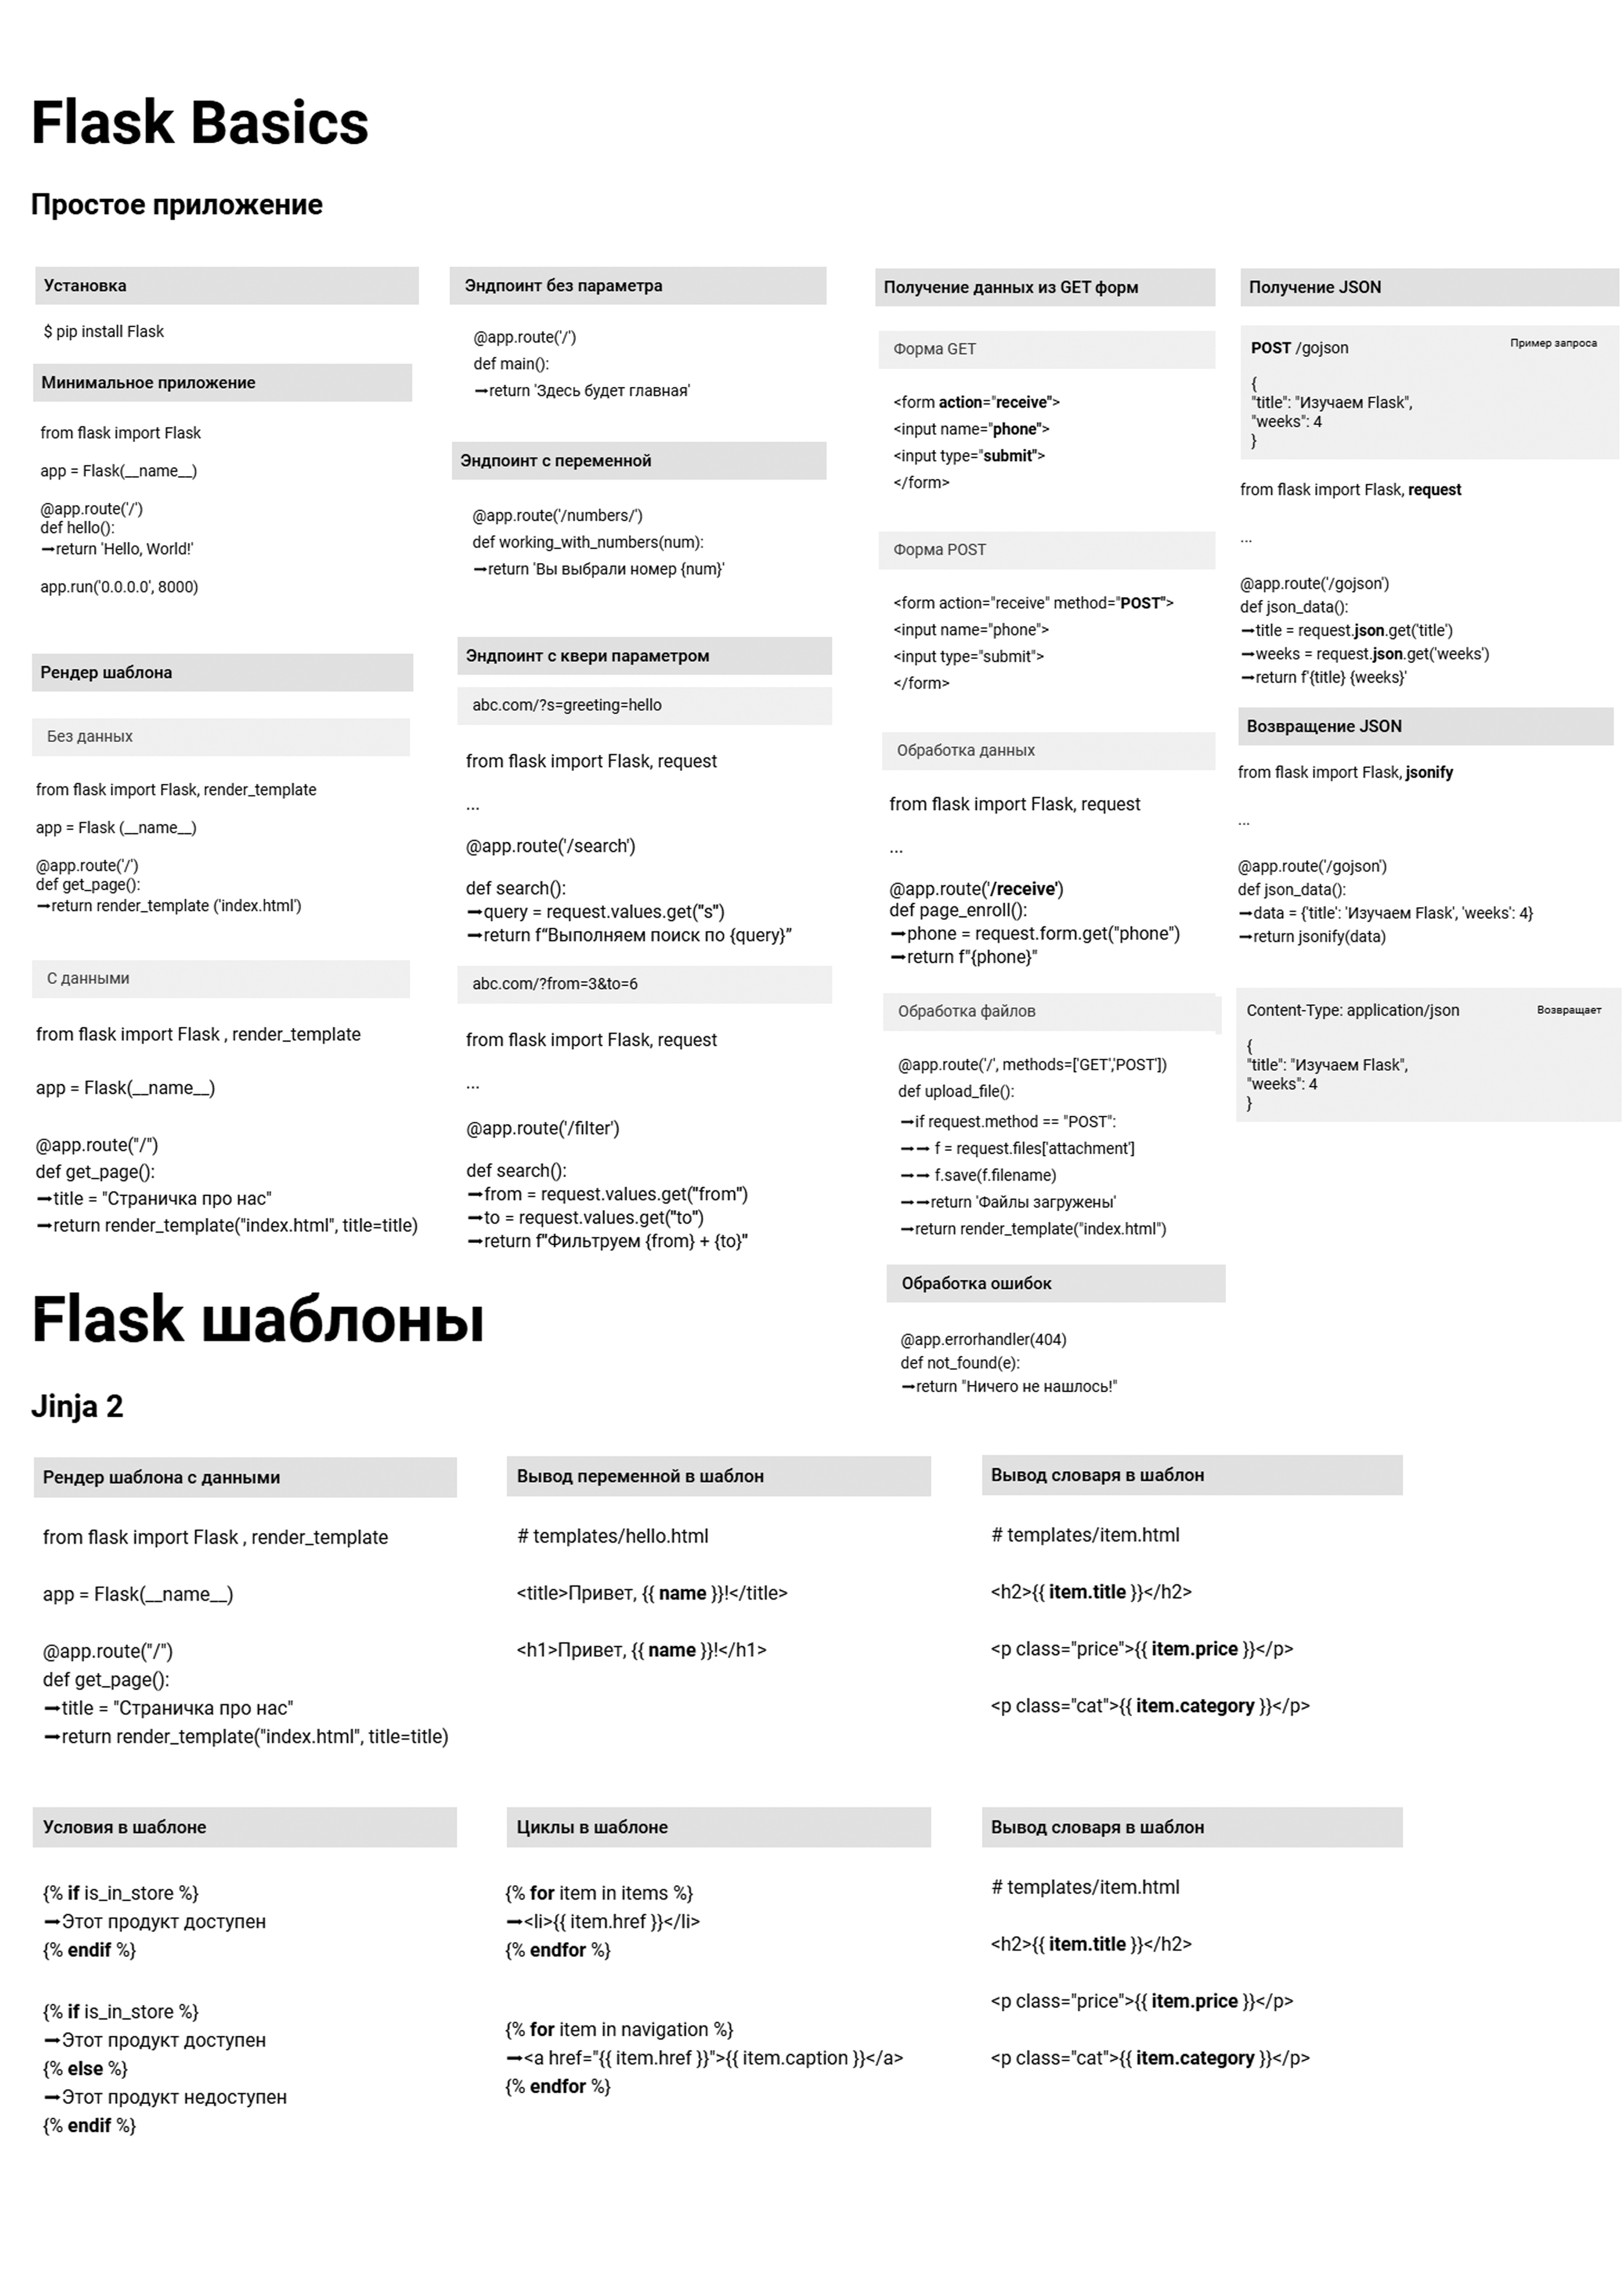 Flask Basics
Простое приложение
Установка
$ pip install Flask
Минимальное приложение
from flask import Flask
app = Flask(__name__)
@app.route('/')
def hello():
➞return 'Hello, World!'
app.run('0.0.0.0', 8000)
Рендер шаблона
Без данных
from flask import Flask, render_template
app = Flask (__name__)
@app.route('/')
def get_page():
➞return render_template ('index.html')
С данными
from flask import Flask , render_template
app = Flask(__name__)
@app.route("/")
def get_page():
➞title = "Страничка про нас"
➞return render_template("index.html", title=title)
Эндпоинт без параметра
@app.route('/')
def main():
➞return 'Здесь будет главная'
Эндпоинт с переменной
@app.route('/numbers/')
def working_with_numbers(num):
➞return 'Вы выбрали номер {num}'
Эндпоинт с квери параметром
abc.com/?s=greeting=hello
from flask import Flask, request
...
@app.route('/search')
def search():
➞query = request.values.get("s")
➞return f“Выполняем поиск по {query}”
abc.com/?from=3&to=6
from flask import Flask, request
...
@app.route('/filter')
def search():
➞from = request.values.get("from")
➞to = request.values.get("to")
➞return f"Фильтруем {from} + {to}"
Получение данных из GET форм
Форма GET
<form action="receive">
<input name="phone">
<input type="submit">
</form>
Форма POST
<form action="receive" method="POST">
<input name="phone">
<input type="submit">
</form>
Обработка данных
from flask import Flask, request
...
@app.route('/receive')
def page_enroll():
➞phone = request.form.get("phone")
➞return f"{phone}"
Обработка файлов
@app.route('/', methods=['GET','POST'])
def upload_file():
➞if request.method == "POST":
➞➞ f = request.files['attachment']
➞➞ f.save(f.filename)
➞➞return 'Файлы загружены'
➞return render_template("index.html")
Обработка ошибок
@app.errorhandler(404)
def not_found(e):
➞return "Ничего не нашлось!"
Получение JSON
POST /gojson Пример запроса
{
"title": "Изучаем Flask",
"weeks": 4
}
from flask import Flask, request
...
@app.route('/gojson')
def json_data():
➞title = request.json.get('title')
➞weeks = request.json.get('weeks')
➞return f'{title} {weeks}'
Возвращение JSON
from flask import Flask, jsonify
...
@app.route('/gojson')
def json_data():
➞data = {'title': 'Изучаем Flask', 'weeks': 4}
➞return jsonify(data)
Content-Type: application/json Возвращает
{
"title": "Изучаем Flask",
"weeks": 4
}
Flask шаблоны
Jinja 2
Рендер шаблона с данными
from flask import Flask , render_template
app = Flask(__name__)
@app.route("/")
def get_page():
➞title = "Страничка про нас"
➞return render_template("index.html", title=title)
Вывод переменной в шаблон
# templates/hello.html
<title>Привет, {{ name }}!</title>
<h1>Привет, {{ name }}!</h1>
Вывод словаря в шаблон
# templates/item.html
<h2>{{ item.title }}</h2>
<p class="price">{{ item.price }}</p>
<p class="cat">{{ item.category }}</p>
Условия в шаблоне
{% if is_in_store %}
➞Этот продукт доступен
{% endif %}
{% if is_in_store %}
➞Этот продукт доступен
{% else %}
➞Этот продукт недоступен
{% endif %}
Циклы в шаблоне
{% for item in items %}
➞<li>{{ item.href }}</li>
{% endfor %}
{% for item in navigation %}
➞<a href="{{ item.href }}">{{ item.caption }}</a>
{% endfor %}
Вывод словаря в шаблон
# templates/item.html
<h2>{{ item.title }}</h2>
<p class="price">{{ item.price }}</p>
<p class="cat">{{ item.category }}</p>